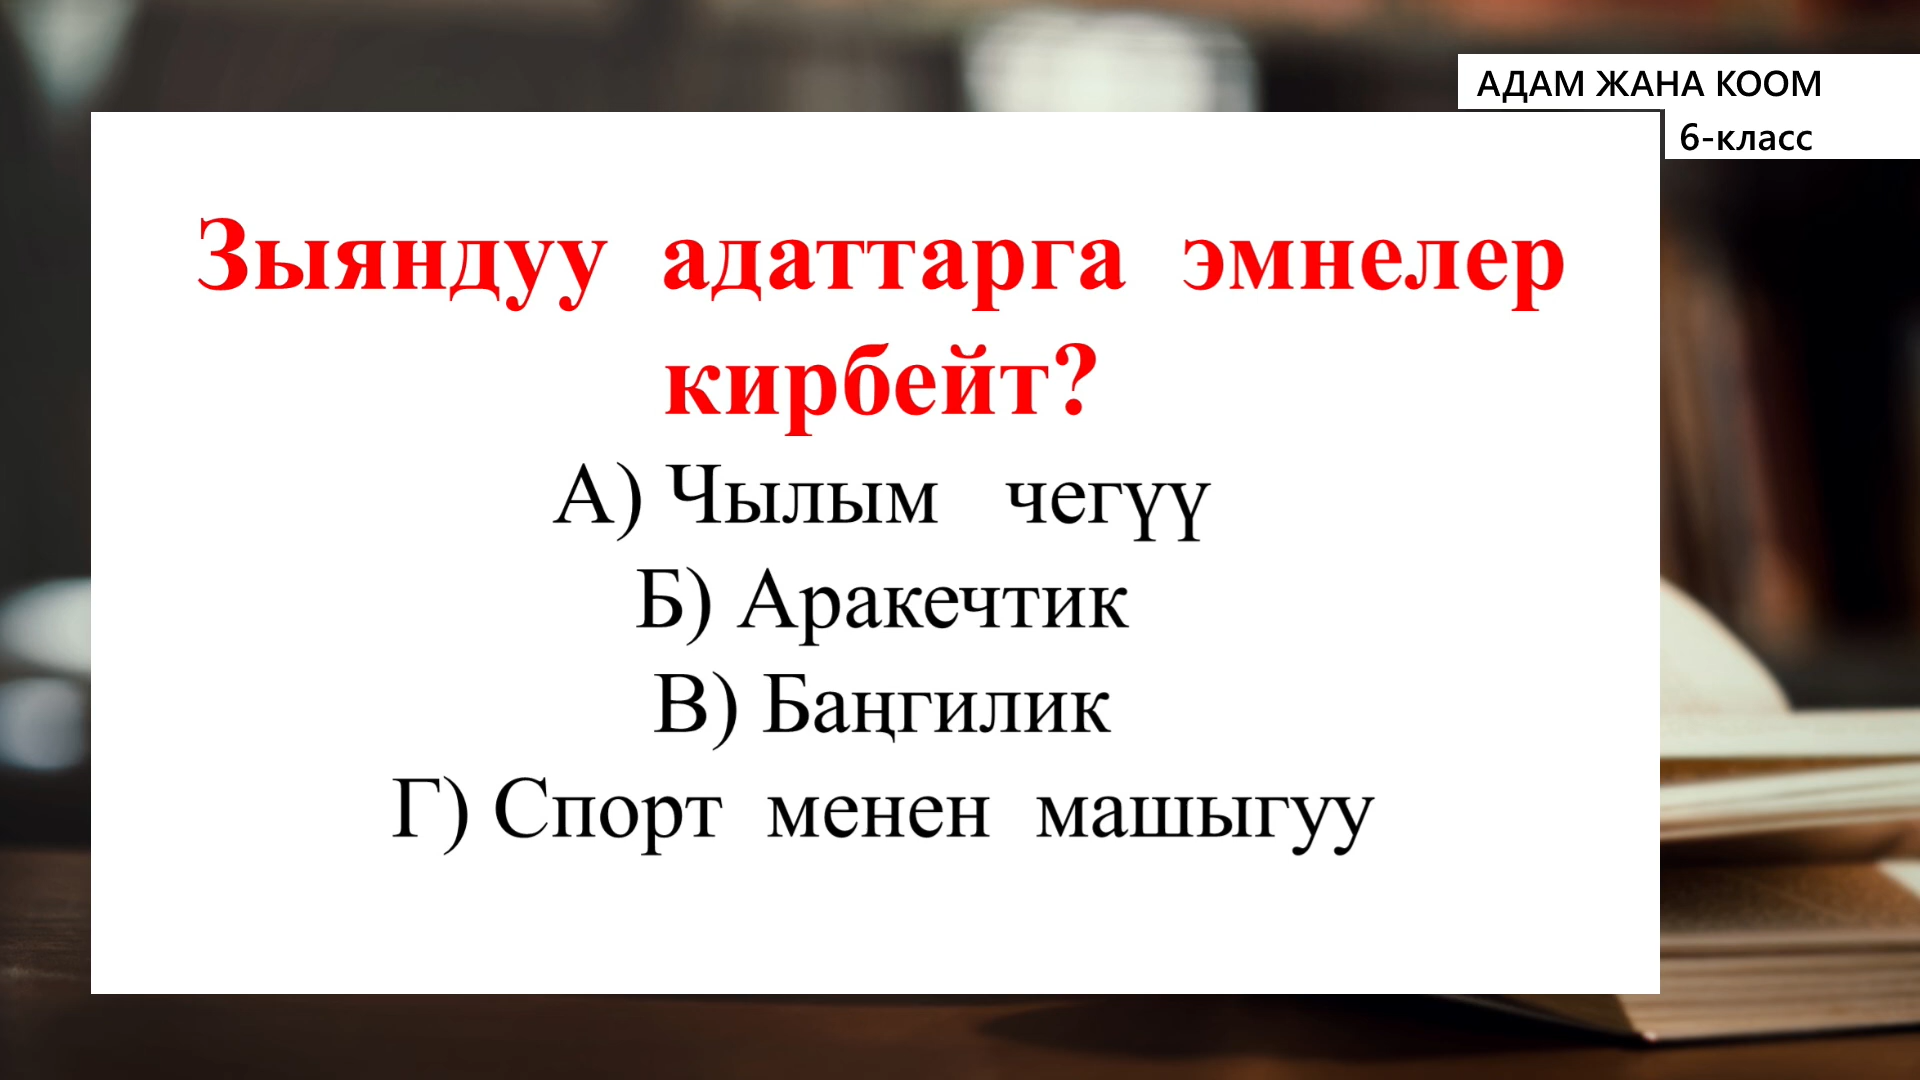 АДАМ ЖАНА КООМ
6-класс
Зыяндуу адаттарга эмнелер
кирбейт?
А) Чылым чегүү
Б) Аракечтик
В) Баңгилик
Г) Спорт менен машыгуу